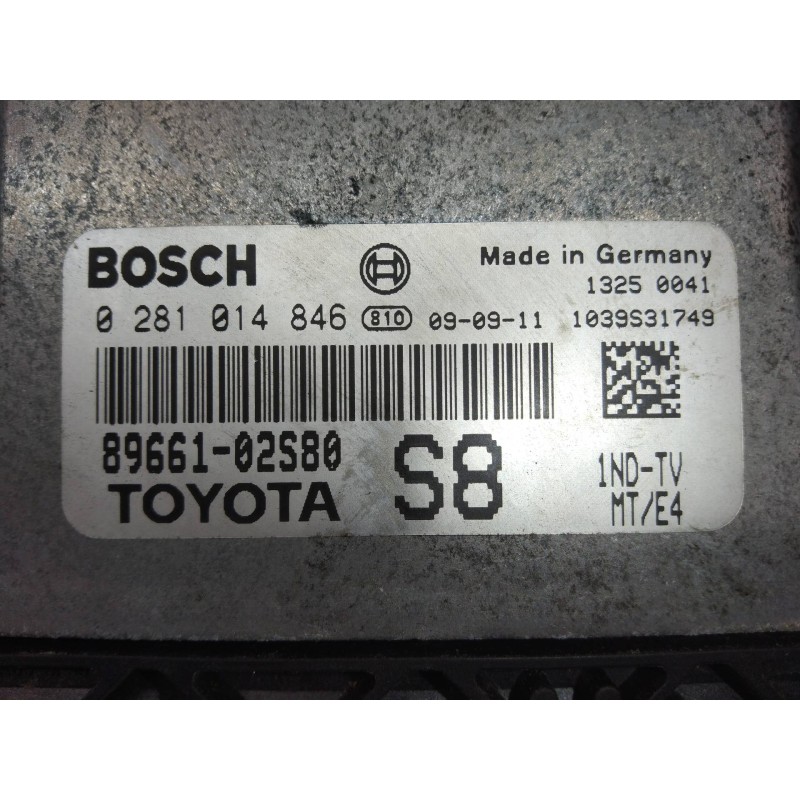 BOSCH
Made in Germany
1325 0041
0 281 014 846 810 09-09-11 1039S31749
89661-02S80
S8
1ND-TV
TOYOTA
MT/E4